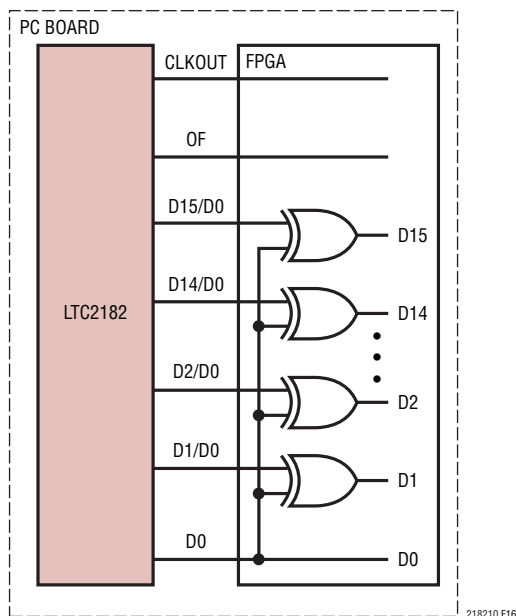 PC BOARD
CLKOUT
FPGA
OF
D15/D0
D15
D14/D0
LTC2182
D14
D2/D0
D2
D1/D0
D1
D0
D0
218210 F16